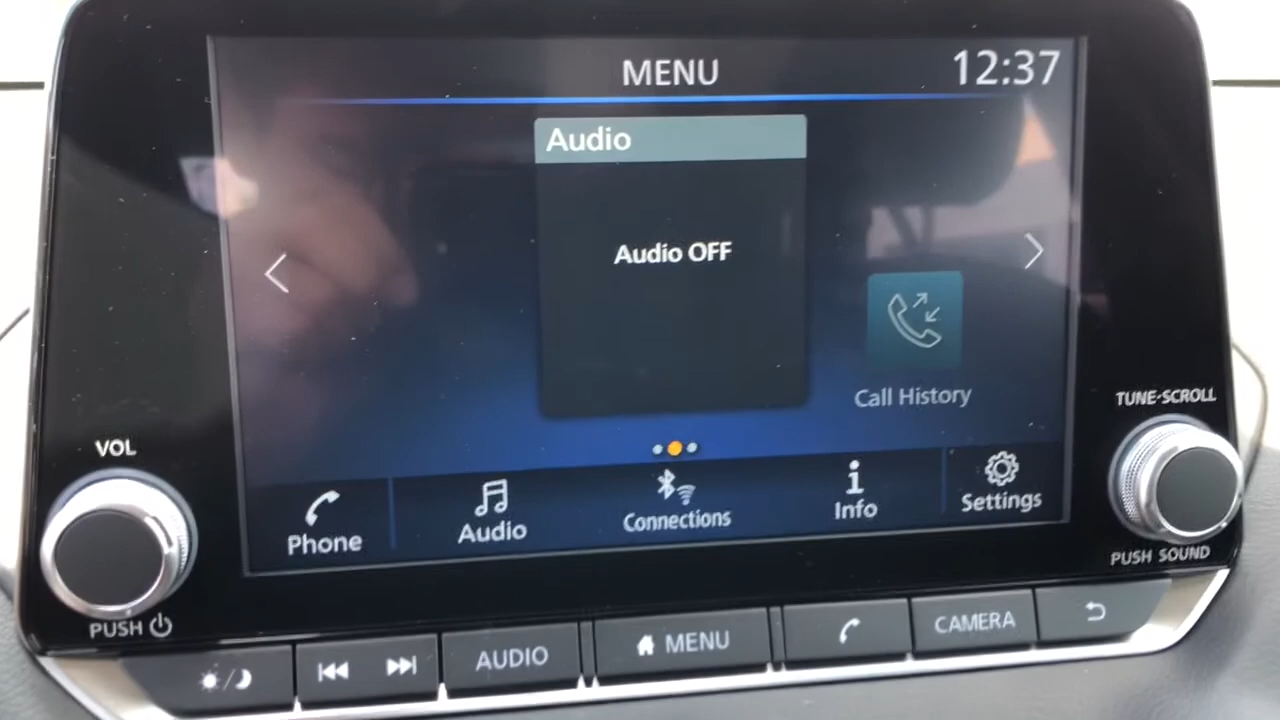 MENU
12:37
Audio
Audio OFF
Call History
TUNE·SCROLL
VOL
Phone
Audio
Connections
Info
Settings
PUSH
PUSH SOUND
AUDIO
MENU
CAMERA